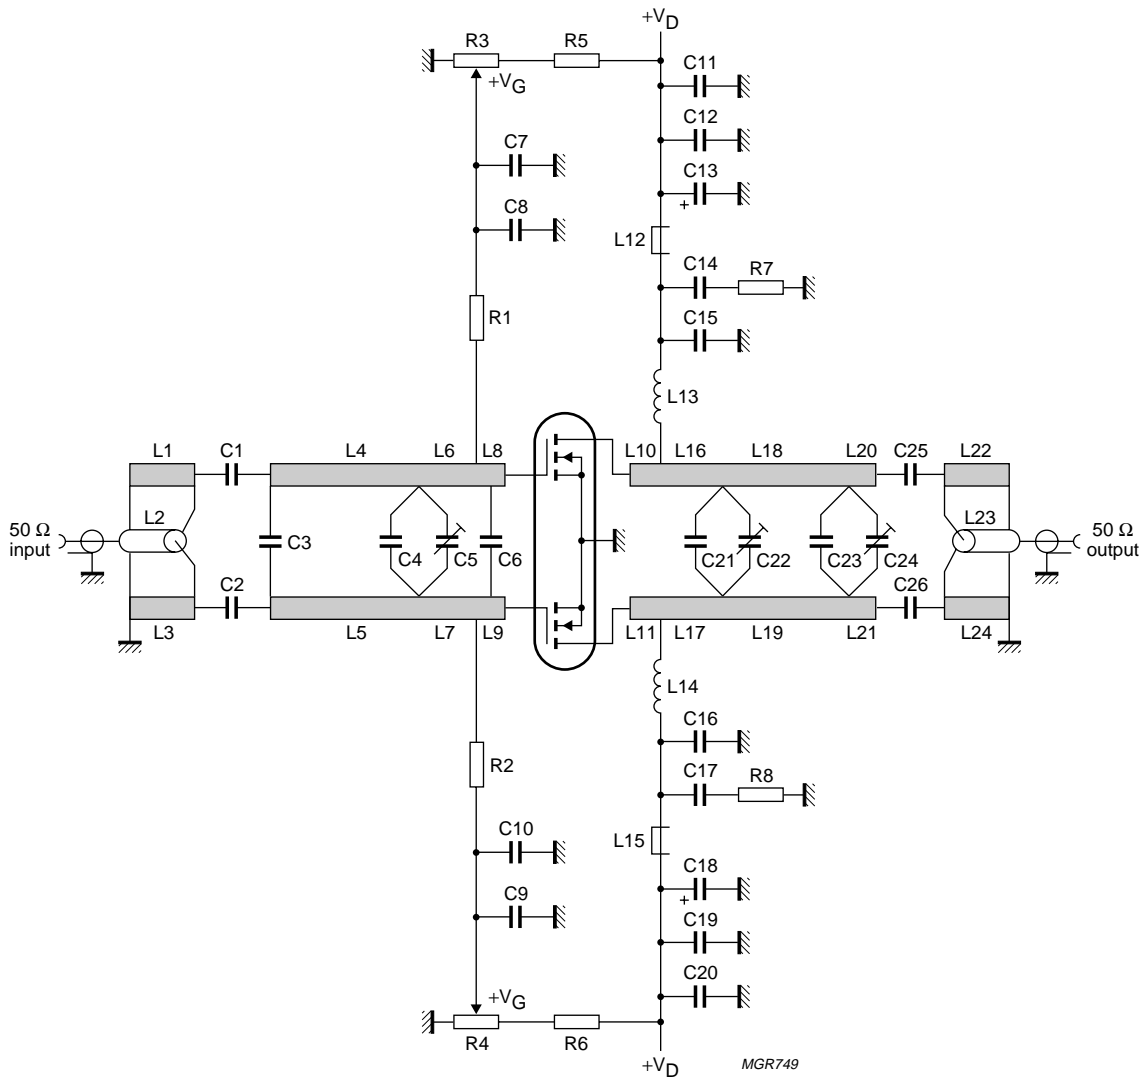 +VD
R3
R5
C11
+VG
C12
C7
C13
+
C8
L12
C14
R7
R1
C15
L13
L1
C1
L4
L6
L8
L10
L16
L18
L20
C25
L22
50 Ω
input
L2
C3
C4
C5
C6
C21
C22
C23
C24
L23
50 Ω
output
C2
C26
L3
L5
L7
L9
L11
L17
L19
L21
L24
L14
C16
R2
C17
R8
C10
L15
C18
+
C9
C19
C20
+VG
R4
R6
+VD
MGR749